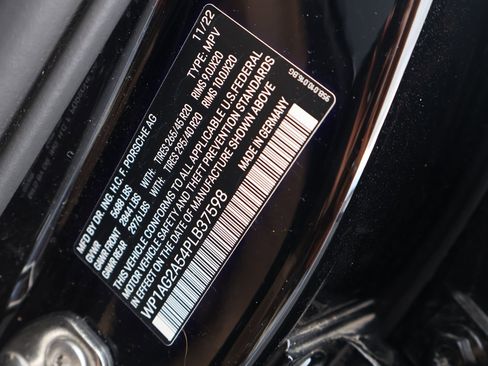 MFD. BY DR. ING. H.C. F. PORSCHE AG 11/22
GVWR 5688 LBS TYPE: MPV
GAWR FRONT 2844 LBS WITH: TIRES 265/45 R20 RIMS 9.0JX20
GAWR REAR 2976 LBS WITH: TIRES 295/40 R20 RIMS 10.0JX20
THIS VEHICLE CONFORMS TO ALL APPLICABLE U.S. FEDERAL
MOTOR VEHICLE SAFETY AND THEFT PREVENTION STANDARDS
IN EFFECT ON THE DATE OF MANUFACTURE SHOWN ABOVE
WP1AG2A54PLB37598 MADE IN GERMANY